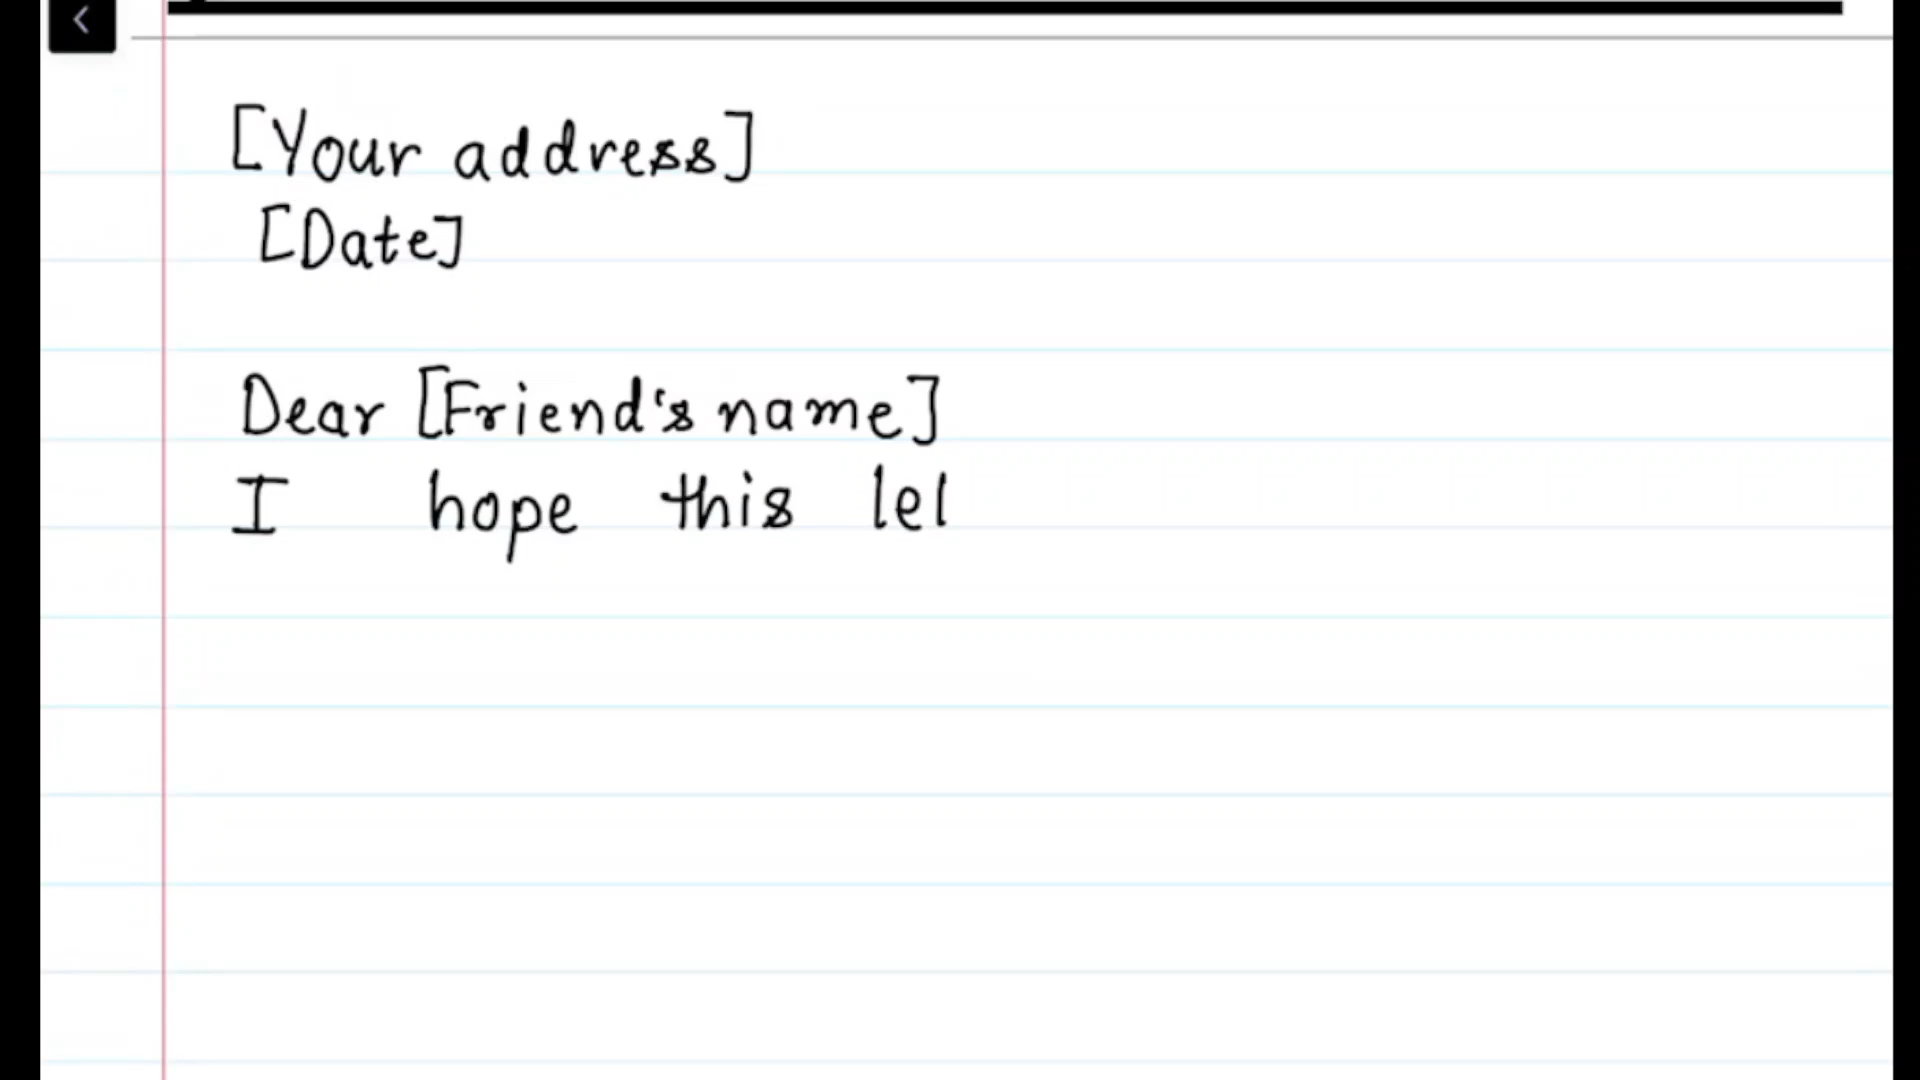 [Your address]
[Date]
Dear [Friend's name]
I hope this lel